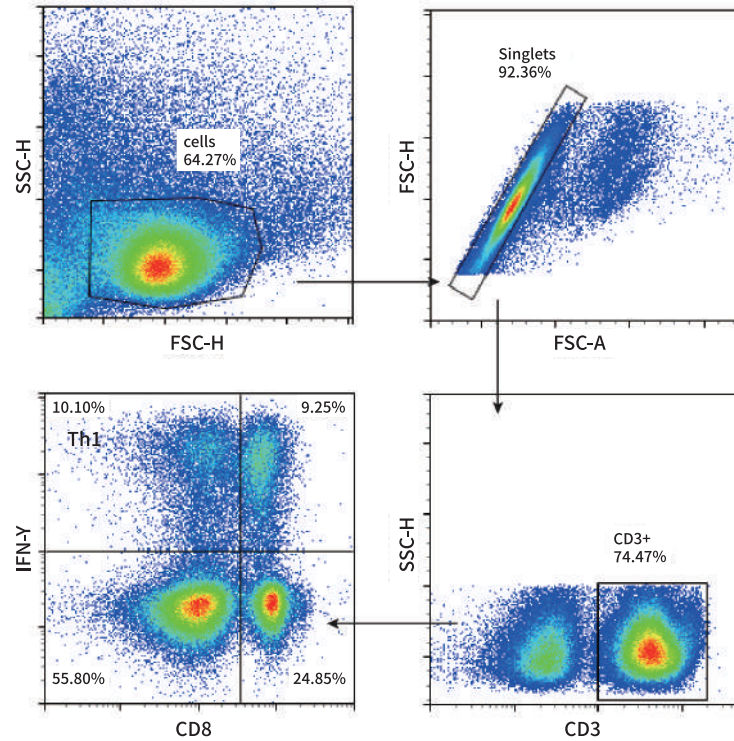 cells
64.27%
SSC-H
FSC-H
Singlets
92.36%
FSC-H
FSC-A
10.10%
9.25%
Th1
IFN-Y
55.80%
24.85%
CD8
CD3+
74.47%
SSC-H
CD3